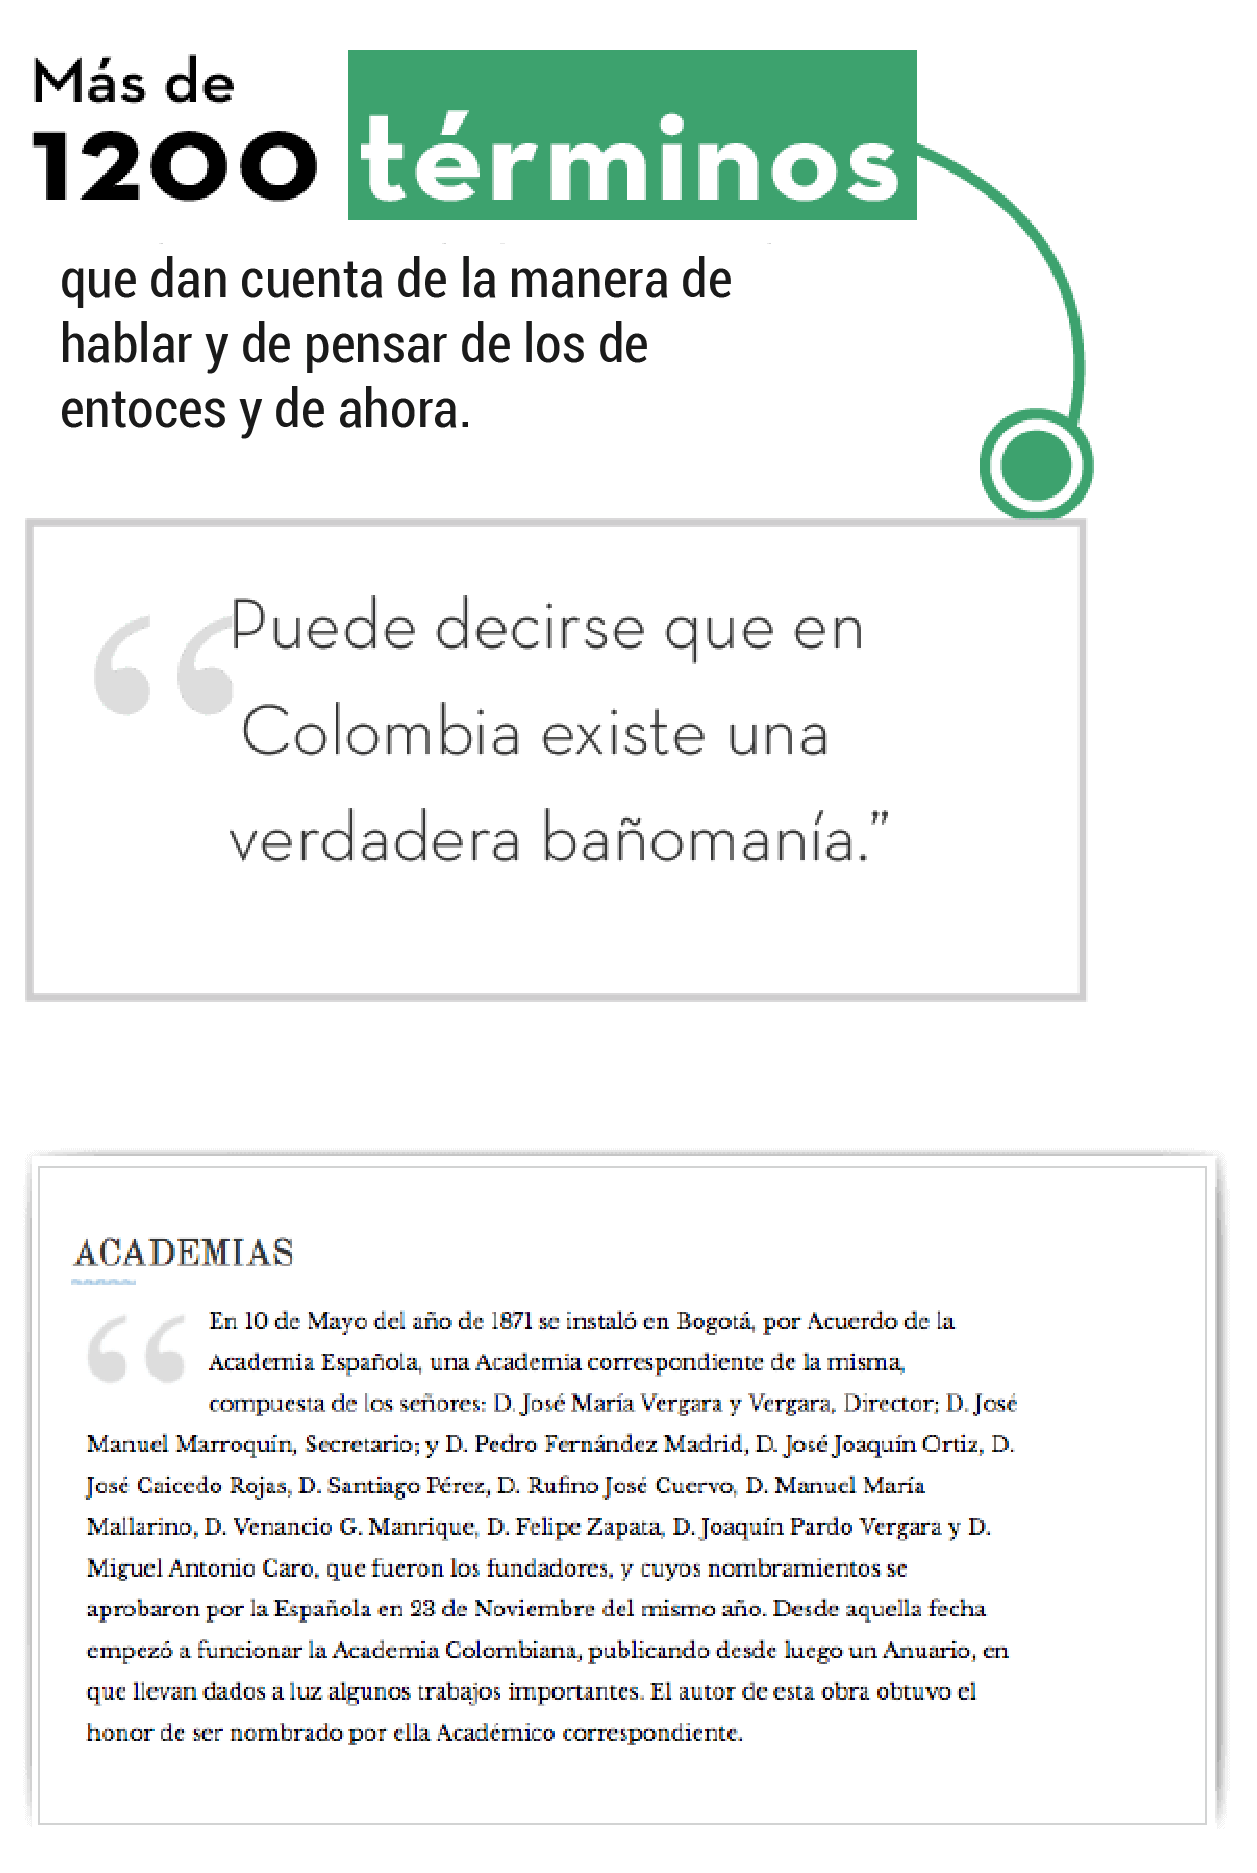 Más de
1200 términos
que dan cuenta de la manera de
hablar y de pensar de los de
entoces y de ahora.
“Puede decirse que en
Colombia existe una
verdadera bañomanía.”
ACADEMIAS
“ En 10 de Mayo del año de 1871 se instaló en Bogotá, por Acuerdo de la
Academia Española, una Academia correspondiente de la misma,
compuesta de los señores: D. José María Vergara y Vergara, Director; D. José
Manuel Marroquín, Secretario; y D. Pedro Fernández Madrid, D. José Joaquín Ortiz, D.
José Caicedo Rojas, D. Santiago Pérez, D. Rufino José Cuervo, D. Manuel María
Mallarino, D. Venancio G. Manrique, D. Felipe Zapata, D. Joaquín Pardo Vergara y D.
Miguel Antonio Caro, que fueron los fundadores, y cuyos nombramientos se
aprobaron por la Española en 23 de Noviembre del mismo año. Desde aquella fecha
empezó a funcionar la Academia Colombiana, publicando desde luego un Anuario, en
que llevan dados a luz algunos trabajos importantes. El autor de esta obra obtuvo el
honor de ser nombrado por ella Académico correspondiente.